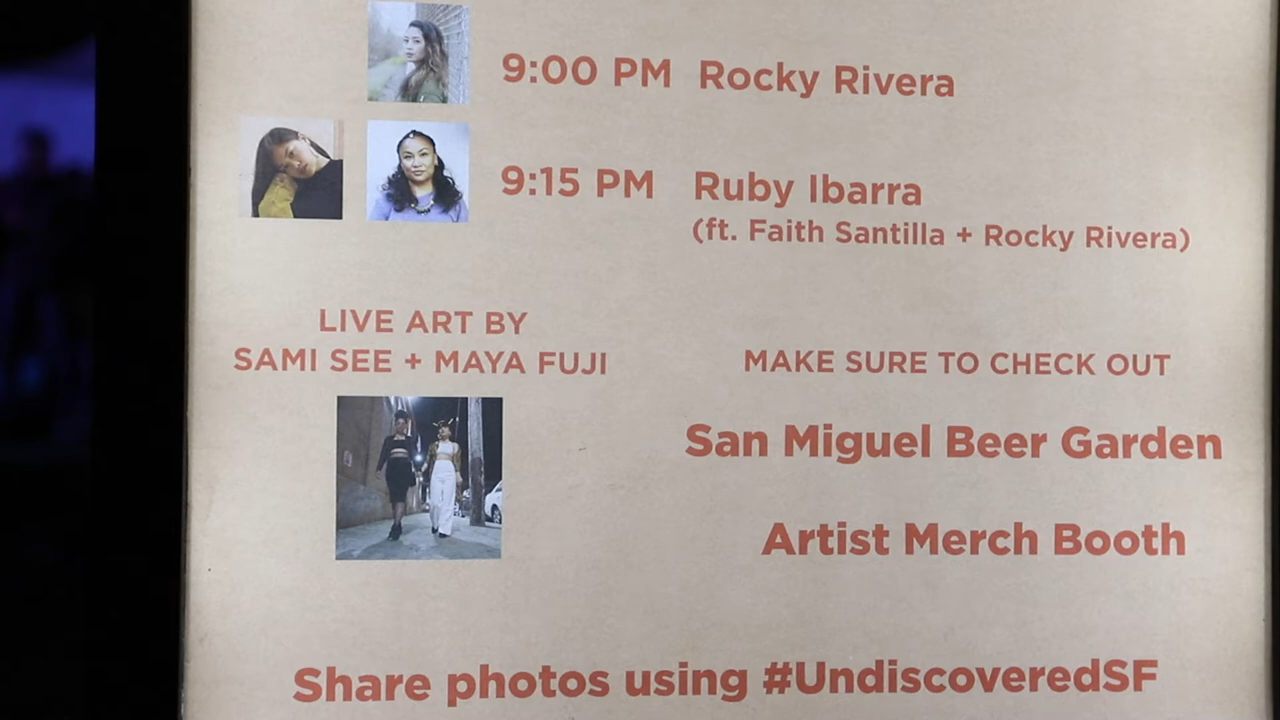 9:00 PM Rocky Rivera
9:15 PM Ruby Ibarra
(ft. Faith Santilla + Rocky Rivera)
LIVE ART BY
SAMI SEE + MAYA FUJI
MAKE SURE TO CHECK OUT
San Miguel Beer Garden
Artist Merch Booth
Share photos using #UndiscoveredSF